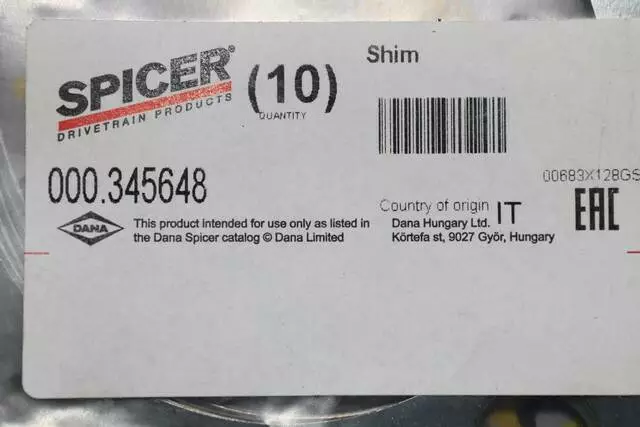 SPICER®
DRIVETRAIN PRODUCTS
(10)
QUANTITY
Shim
000.345648
00683X128GS
DANA
This product intended for use only as listed in
the Dana Spicer catalog © Dana Limited
Country of origin IT
Dana Hungary Ltd.
Körtefa st, 9027 Györ, Hungary
EAC